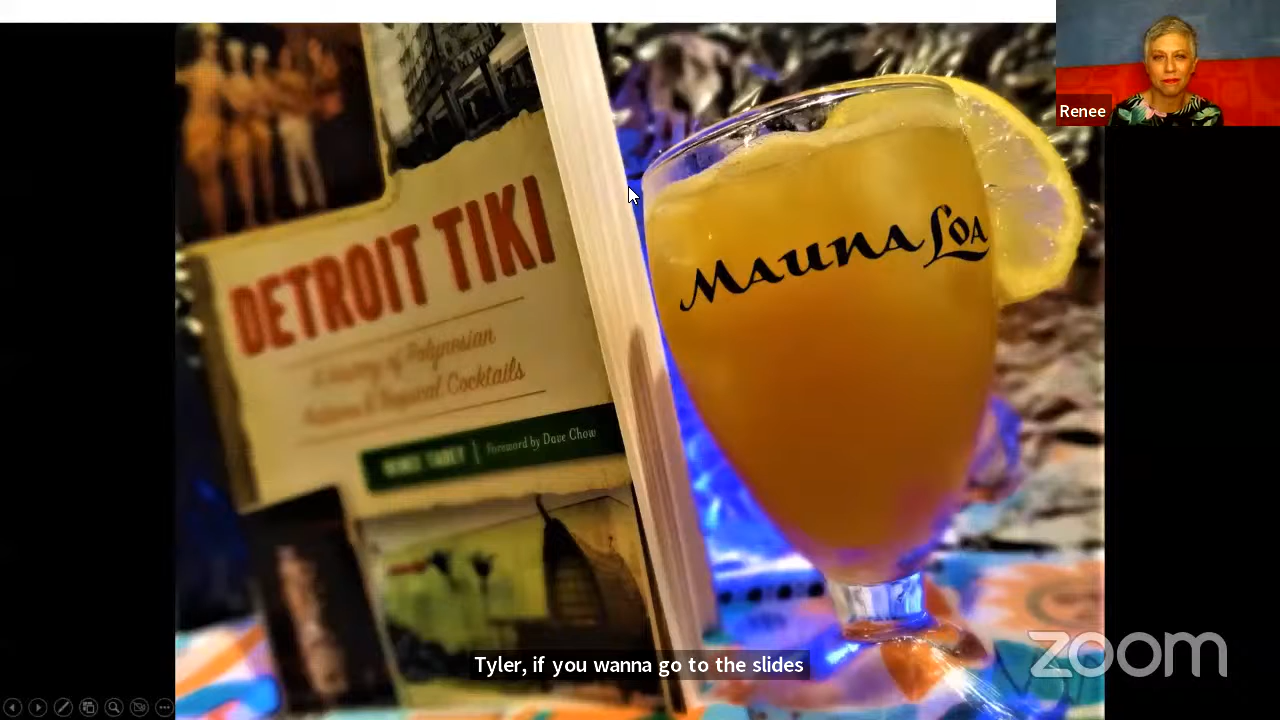 Renee
DETROIT TIKI
A History of Polynesian
& Tropical Cocktails
Foreword by Dave Chow
MAUNA LOA
Tyler, if you wanna go to the slides
zoom